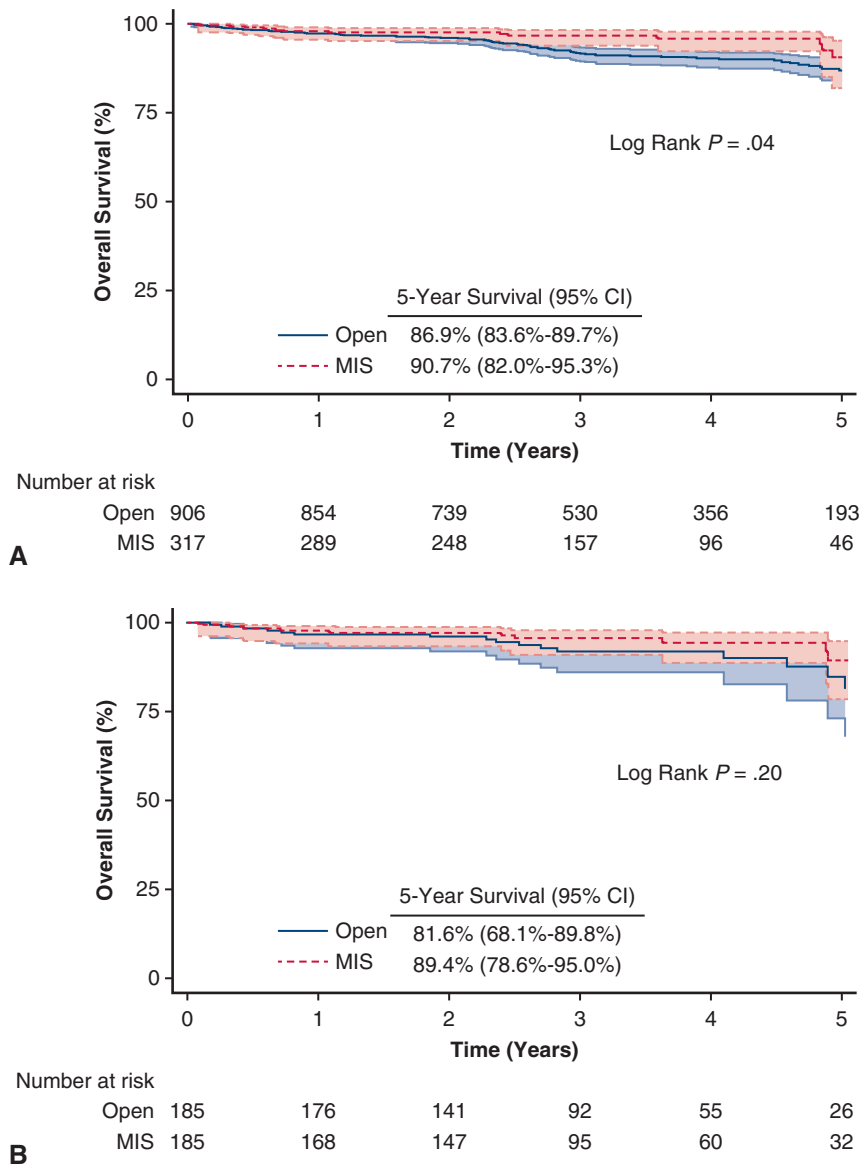 100
75
50
25
0
Overall Survival (%)
Log Rank P = .04
5-Year Survival (95% CI)
Open 86.9% (83.6%-89.7%)
MIS 90.7% (82.0%-95.3%)
0 1 2 3 4 5
Time (Years)
Number at risk
Open 906 854 739 530 356 193
MIS 317 289 248 157 96 46
A
100
75
50
25
0
Overall Survival (%)
Log Rank P = .20
5-Year Survival (95% CI)
Open 81.6% (68.1%-89.8%)
MIS 89.4% (78.6%-95.0%)
0 1 2 3 4 5
Time (Years)
Number at risk
Open 185 176 141 92 55 26
MIS 185 168 147 95 60 32
B